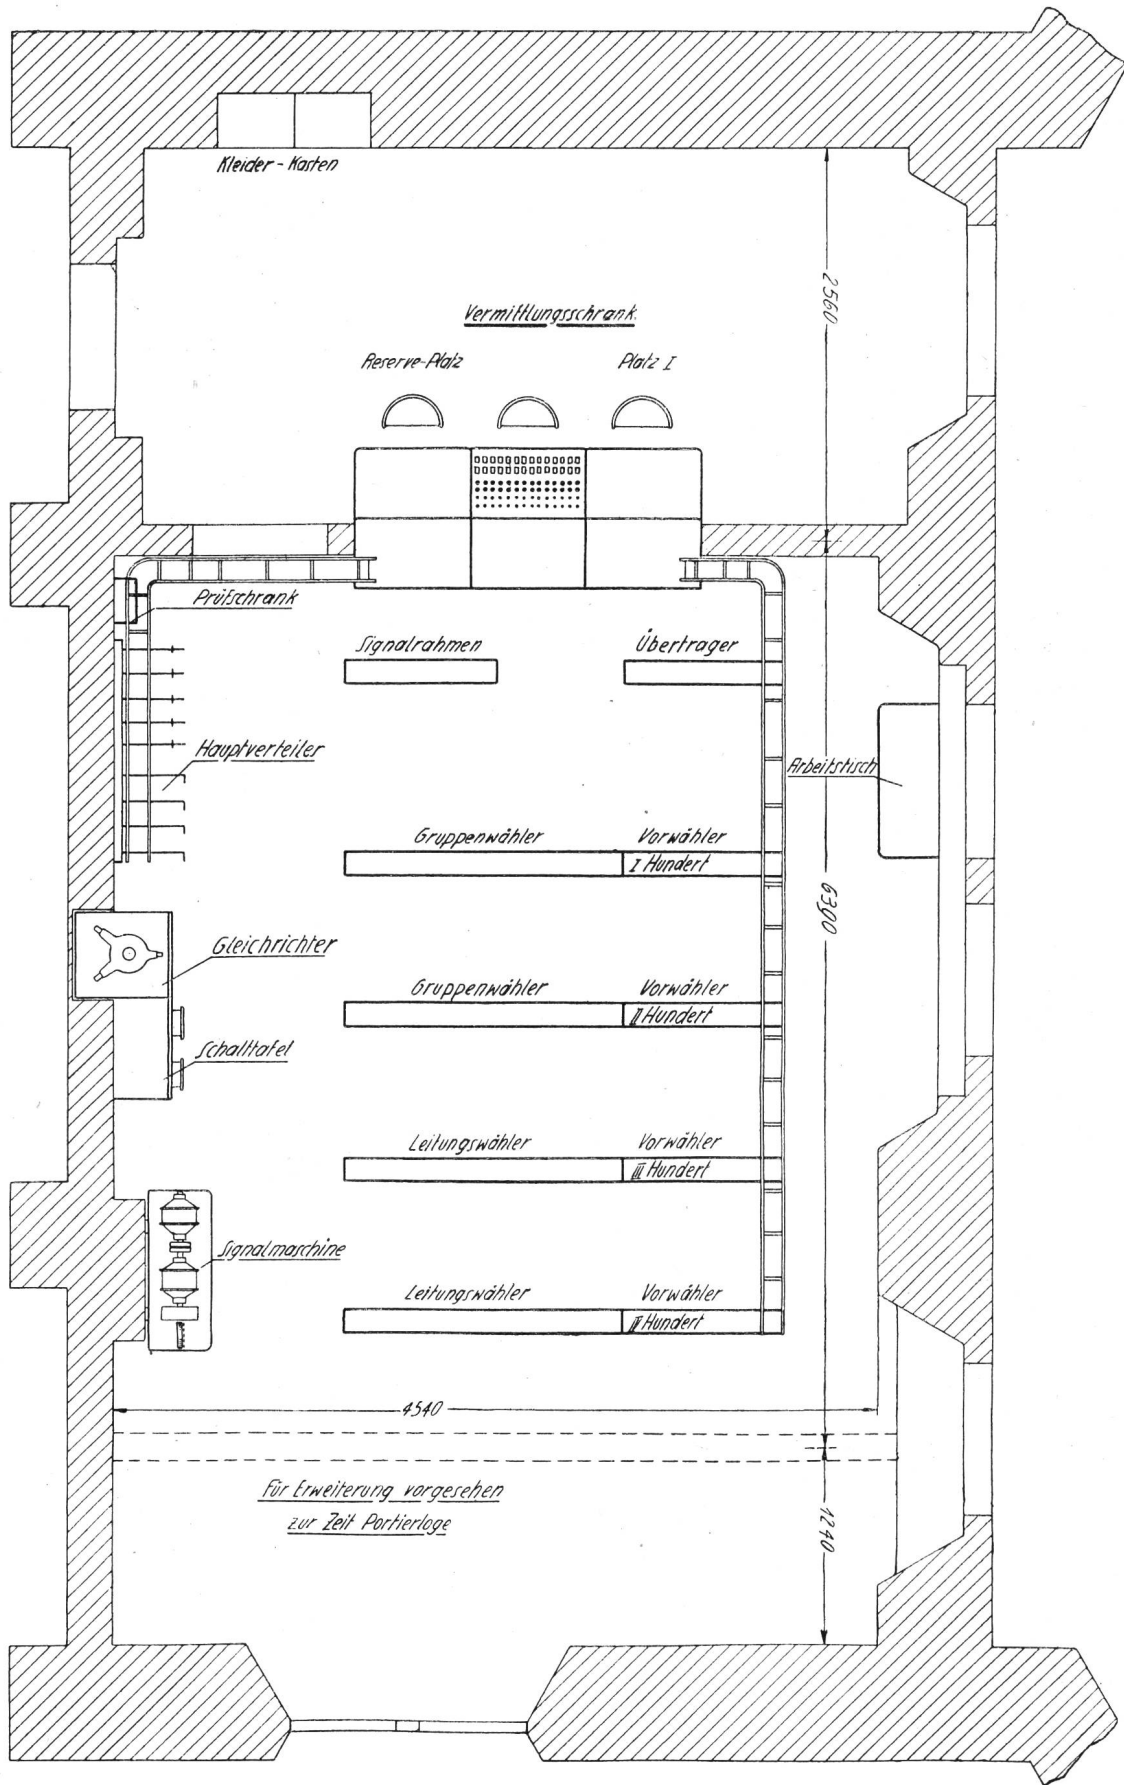 Kleider-Kasten
2560
Vermittlungsschrank.
Reserve-Platz
Platz I
Prüfschrank
Signalrahmen
Übertrager
Hauptverteiler
Arbeitstisch
Gruppenwähler
Vorwähler
I Hundert
6390
Gleichrichter
Gruppenwähler
Vorwähler
II Hundert
Schalttafel
Leitungswähler
Vorwähler
III Hundert
Signalmaschine
Leitungswähler
Vorwähler
IV Hundert
4540
Für Erweiterung vorgesehen
zur Zeit Portierloge
1240